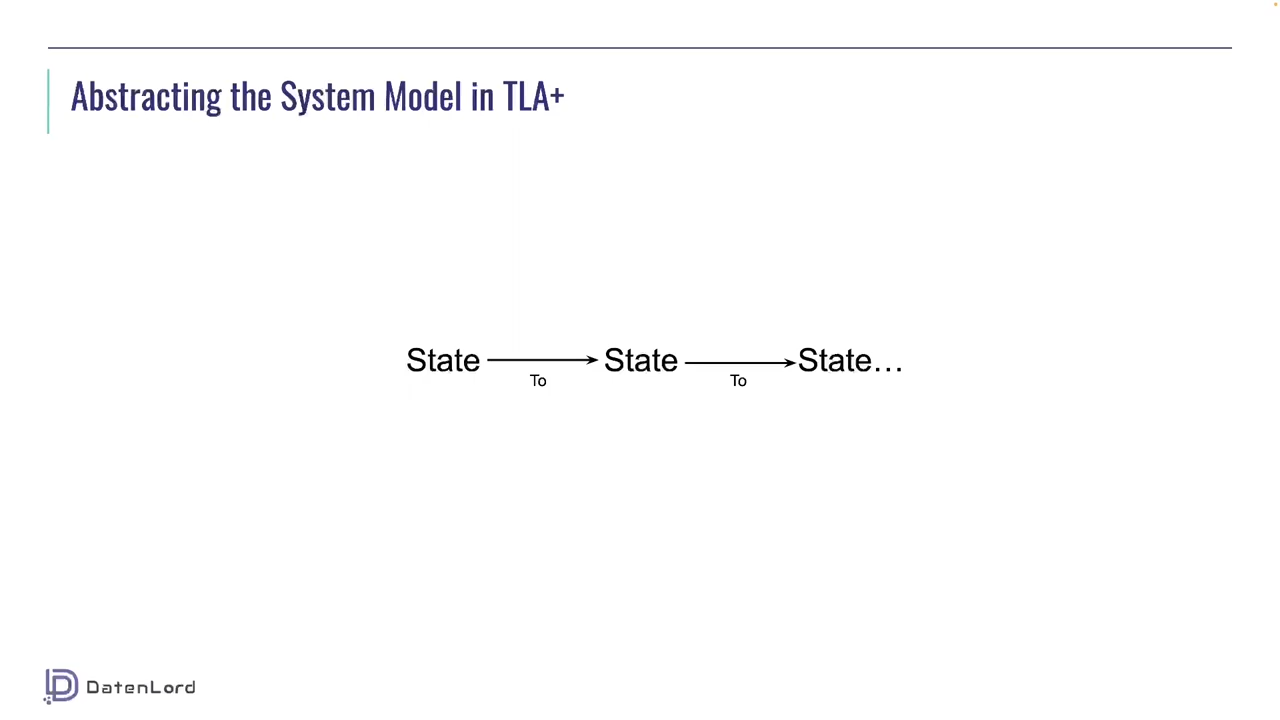 Abstracting the System Model in TLA+
State State State…
To To
DatenLord